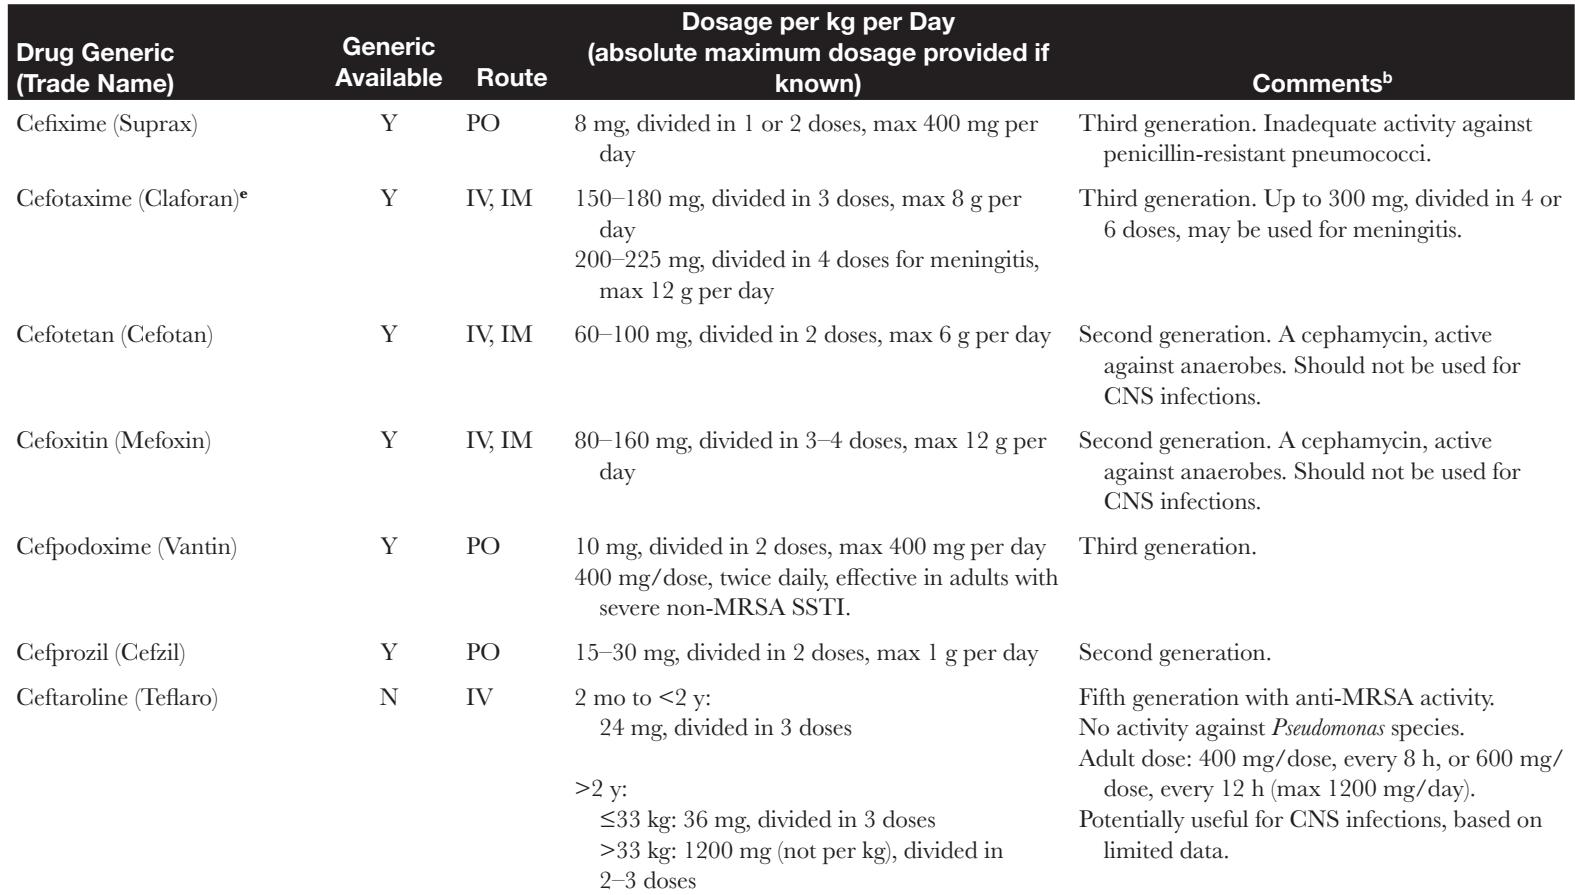 Drug Generic
(Trade Name)
Generic
Available
Route
Dosage per kg per Day
(absolute maximum dosage provided if
known)
Commentsᵇ
Cefixime (Suprax)
Y
PO
8 mg, divided in 1 or 2 doses, max 400 mg per
day
Third generation. Inadequate activity against
penicillin-resistant pneumococci.
Cefotaxime (Claforan)ᵉ
Y
IV, IM
150–180 mg, divided in 3 doses, max 8 g per
day
200–225 mg, divided in 4 doses for meningitis,
max 12 g per day
Third generation. Up to 300 mg, divided in 4 or
6 doses, may be used for meningitis.
Cefotetan (Cefotan)
Y
IV, IM
60–100 mg, divided in 2 doses, max 6 g per day
Second generation. A cephamycin, active
against anaerobes. Should not be used for
CNS infections.
Cefoxitin (Mefoxin)
Y
IV, IM
80–160 mg, divided in 3–4 doses, max 12 g per
day
Second generation. A cephamycin, active
against anaerobes. Should not be used for
CNS infections.
Cefpodoxime (Vantin)
Y
PO
10 mg, divided in 2 doses, max 400 mg per day
400 mg/dose, twice daily, effective in adults with
severe non-MRSA SSTI.
Third generation.
Cefprozil (Cefzil)
Y
PO
15–30 mg, divided in 2 doses, max 1 g per day
Second generation.
Ceftaroline (Teflaro)
N
IV
2 mo to <2 y:
24 mg, divided in 3 doses
>2 y:
≤33 kg: 36 mg, divided in 3 doses
>33 kg: 1200 mg (not per kg), divided in
2–3 doses
Fifth generation with anti-MRSA activity.
No activity against Pseudomonas species.
Adult dose: 400 mg/dose, every 8 h, or 600 mg/
dose, every 12 h (max 1200 mg/day).
Potentially useful for CNS infections, based on
limited data.